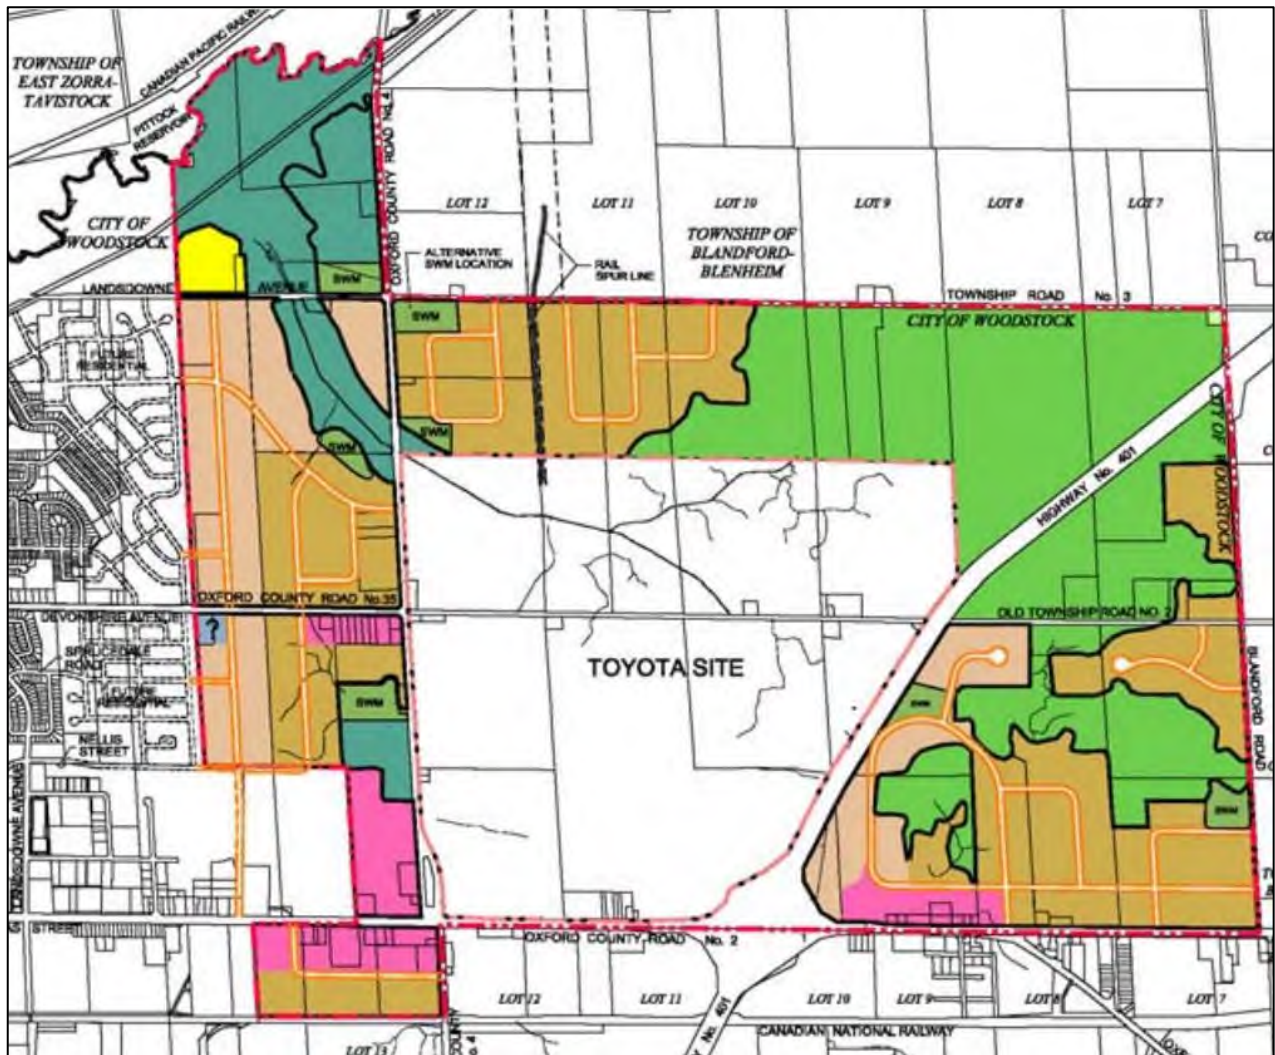 TOWNSHIP OF
EAST ZORRA-
TAVISTOCK
CANADIAN PACIFIC RAILWAY
PITTOCK
RESERVOIR
CITY OF
WOODSTOCK
OXFORD COUNTY ROAD No. 4
LOT 12
LOT 11
LOT 10
LOT 9
LOT 8
LOT 7
TOWNSHIP OF
BLANDFORD-
BLENHEIM
CO
ALTERNATIVE
SWM LOCATION
RAIL
SPUR LINE
SWM
LANDSDOWNE AVENUE
TOWNSHIP ROAD No. 3
CITY OF WOODSTOCK
SWM
FUTURE
RESIDENTIAL
SWM
SWM
CITY OF WOODSTOCK
C
HIGHWAY No. 401
OXFORD COUNTY ROAD No.35
OLD TOWNSHIP ROAD NO. 2
DEVONSHIRE AVENUE
?
SPRUCEDALE
ROAD
TOYOTA SITE
FUTURE
RESIDENTIAL
SWM
SWM
NELLIS
STREET
BLANDFORD ROAD
SWM
LANDSDOWNE AVENUE
STREET
OXFORD COUNTY ROAD No. 2
LOT 12
LOT 11
LOT 10
LOT 9
LOT 8
LOT 7
Y No. 401
CANADIAN NATIONAL RAILWAY
LOT 13
COUNTY
o. 4
OXF